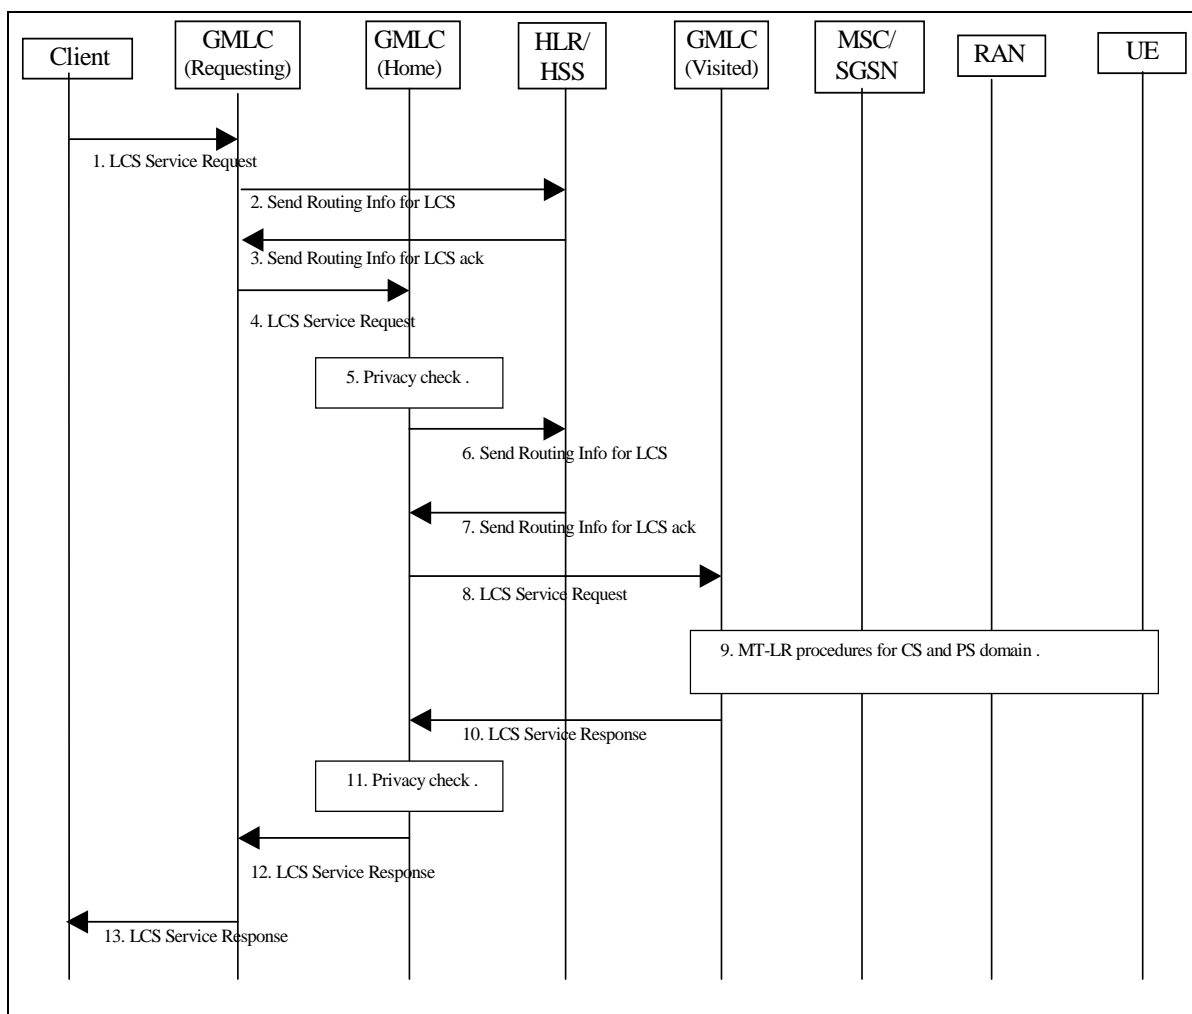 Client
GMLC
(Requesting)
GMLC
(Home)
HLR/
HSS
GMLC
(Visited)
MSC/
SGSN
RAN
UE
1. LCS Service Request
2. Send Routing Info for LCS
3. Send Routing Info for LCS ack
4. LCS Service Request
5. Privacy check .
6. Send Routing Info for LCS
7. Send Routing Info for LCS ack
8. LCS Service Request
9. MT-LR procedures for CS and PS domain .
10. LCS Service Response
11. Privacy check .
12. LCS Service Response
13. LCS Service Response